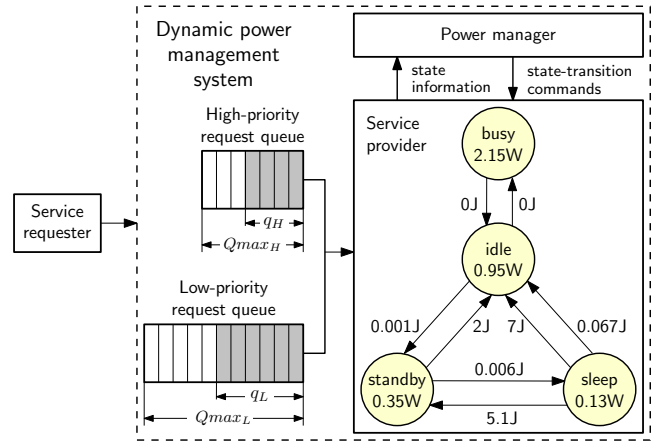 Dynamic power
management
system
Power manager
state
information
state-transition
commands
High-priority
request queue
Service
provider
busy
2.15W
0J
0J
q_H
Qmax_H
Service
requester
idle
0.95W
Low-priority
request queue
0.001J
2J
7J
0.067J
standby
0.35W
0.006J
sleep
0.13W
q_L
Qmax_L
5.1J